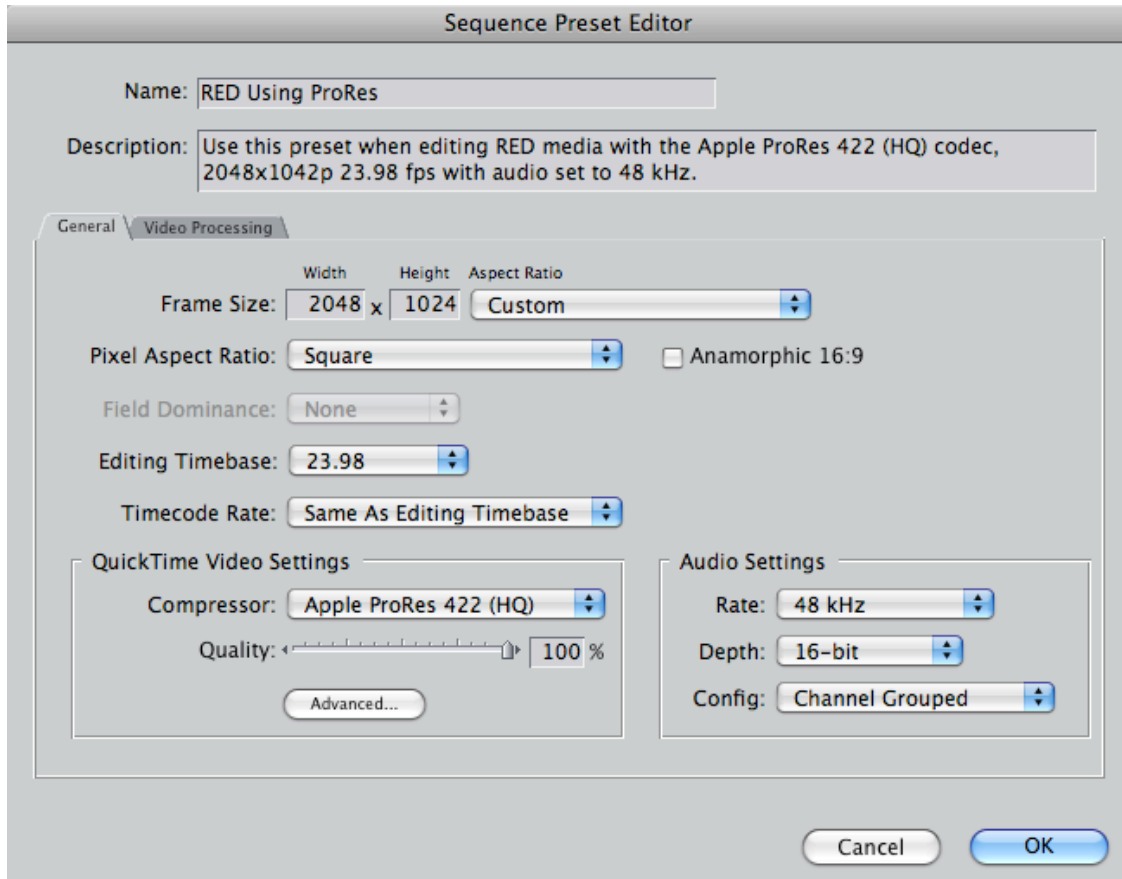 Sequence Preset Editor
Name: RED Using ProRes
Description: Use this preset when editing RED media with the Apple ProRes 422 (HQ) codec,
2048x1042p 23.98 fps with audio set to 48 kHz.
General Video Processing
Width Height Aspect Ratio
Frame Size: 2048 x 1024 Custom
Pixel Aspect Ratio: Square Anamorphic 16:9
Field Dominance: None
Editing Timebase: 23.98
Timecode Rate: Same As Editing Timebase
QuickTime Video Settings
Compressor: Apple ProRes 422 (HQ)
Quality: 100 %
Advanced...
Audio Settings
Rate: 48 kHz
Depth: 16-bit
Config: Channel Grouped
Cancel OK